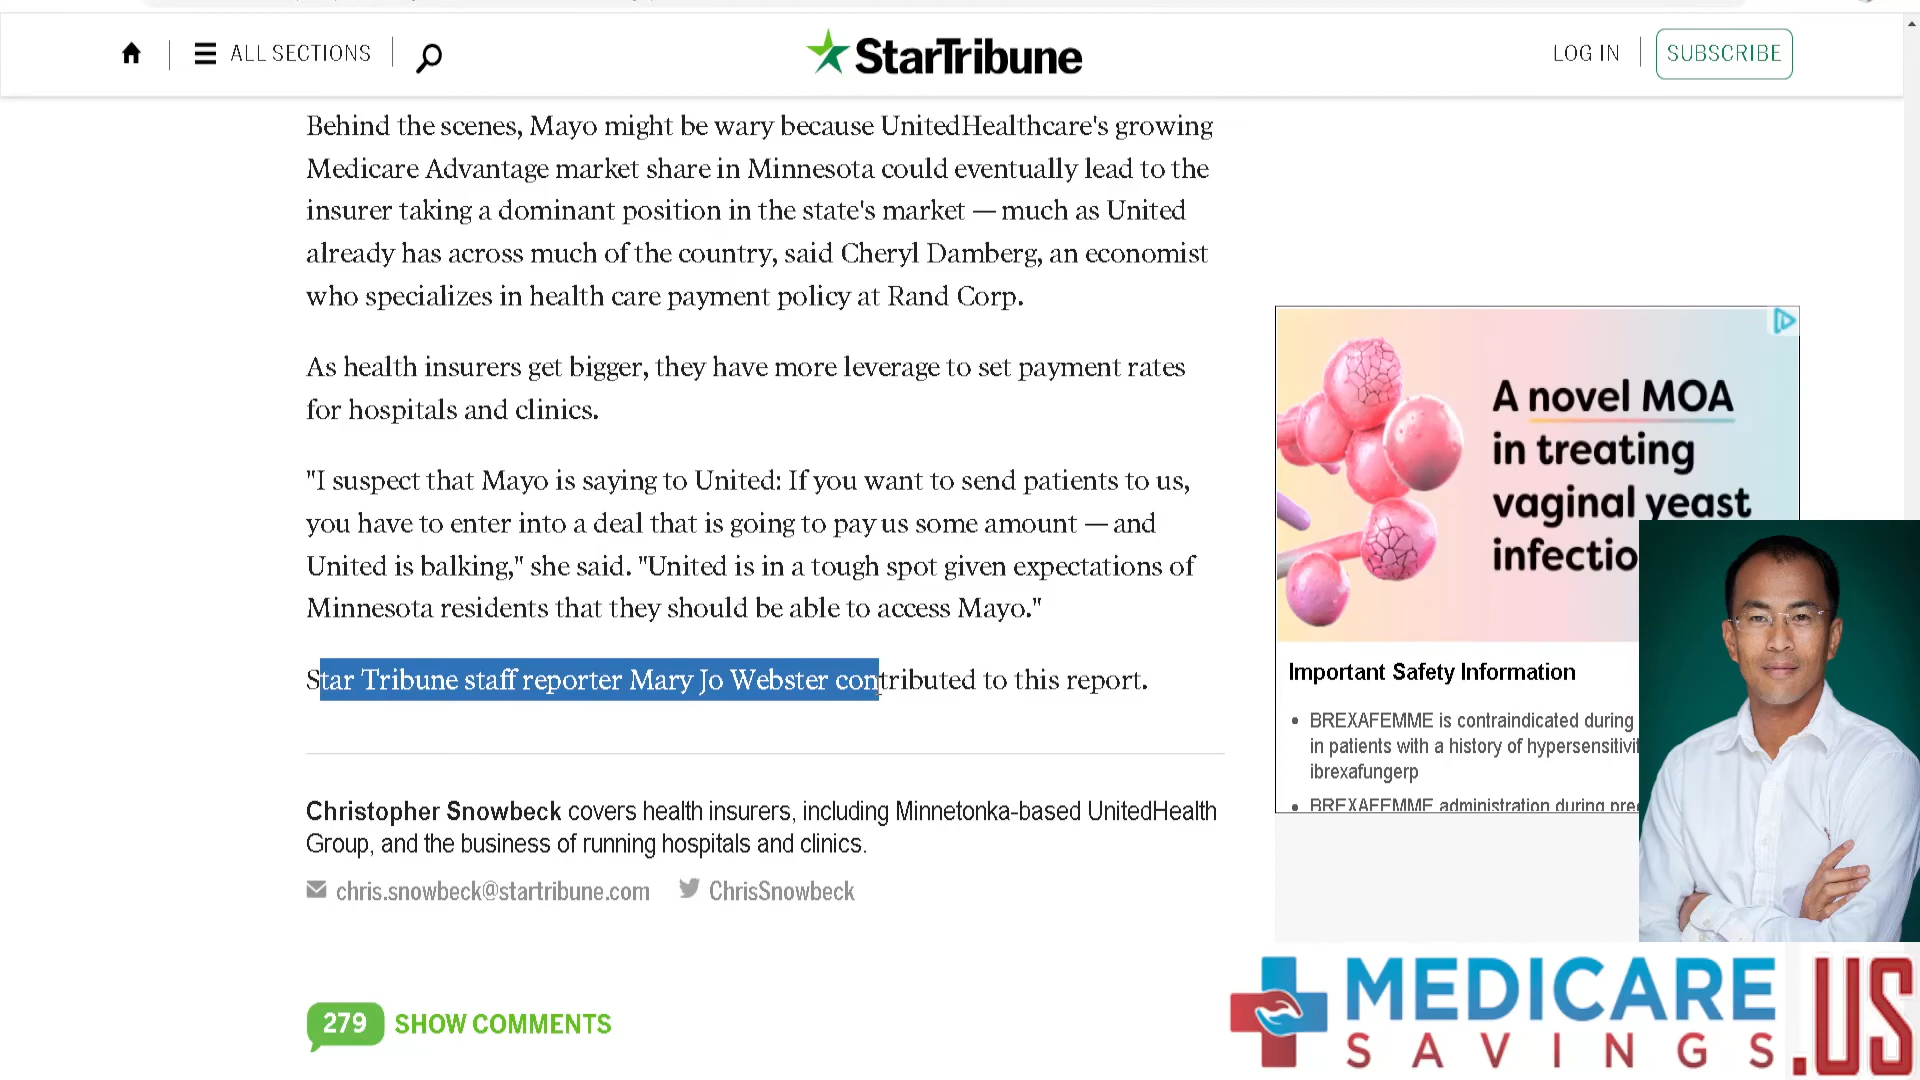 ALL SECTIONS
StarTribune
LOG IN
SUBSCRIBE
Behind the scenes, Mayo might be wary because UnitedHealthcare's growing
Medicare Advantage market share in Minnesota could eventually lead to the
insurer taking a dominant position in the state's market — much as United
already has across much of the country, said Cheryl Damberg, an economist
who specializes in health care payment policy at Rand Corp.
As health insurers get bigger, they have more leverage to set payment rates
for hospitals and clinics.
"I suspect that Mayo is saying to United: If you want to send patients to us,
you have to enter into a deal that is going to pay us some amount — and
United is balking," she said. "United is in a tough spot given expectations of
Minnesota residents that they should be able to access Mayo."
Star Tribune staff reporter Mary Jo Webster contributed to this report.
Christopher Snowbeck covers health insurers, including Minnetonka-based UnitedHealth
Group, and the business of running hospitals and clinics.
chris.snowbeck@startribune.com ChrisSnowbeck
279 SHOW COMMENTS
A novel MOA
in treating
vaginal yeast
infectio
Important Safety Information
• BREXAFEMME is contraindicated during
in patients with a history of hypersensitivit
ibrexafungerp
• BREXAFEMME administration during preg
MEDICARE
SAVINGS
.US